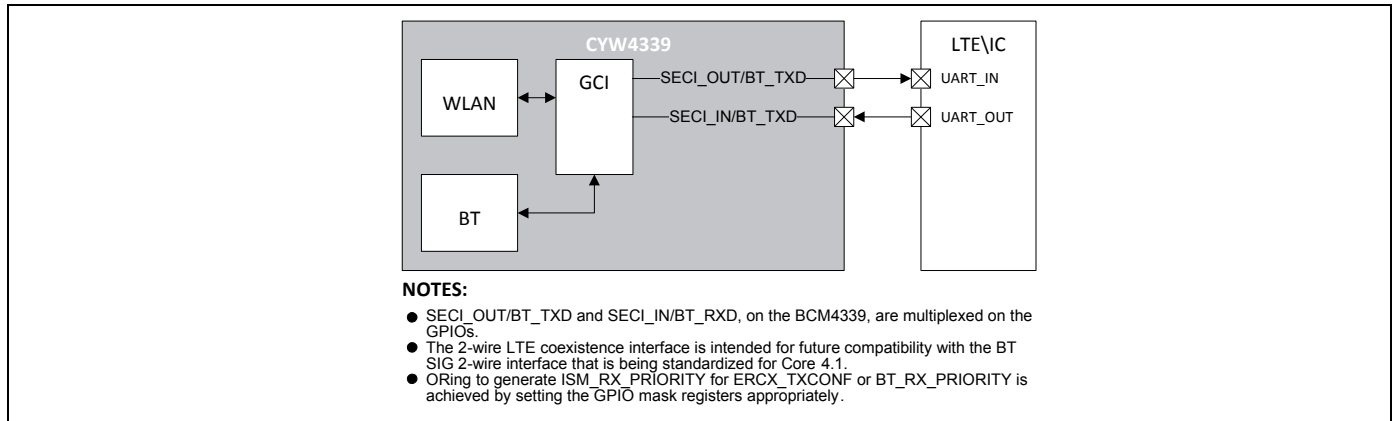 CYW4339
LTE\IC
WLAN
GCI
SECI_OUT/BT_TXD
UART_IN
SECI_IN/BT_TXD
UART_OUT
BT
NOTES:
● SECI_OUT/BT_TXD and SECI_IN/BT_RXD, on the BCM4339, are multiplexed on the
GPIOs.
● The 2-wire LTE coexistence interface is intended for future compatibility with the BT
SIG 2-wire interface that is being standardized for Core 4.1.
● ORing to generate ISM_RX_PRIORITY for ERCX_TXCONF or BT_RX_PRIORITY is
achieved by setting the GPIO mask registers appropriately.